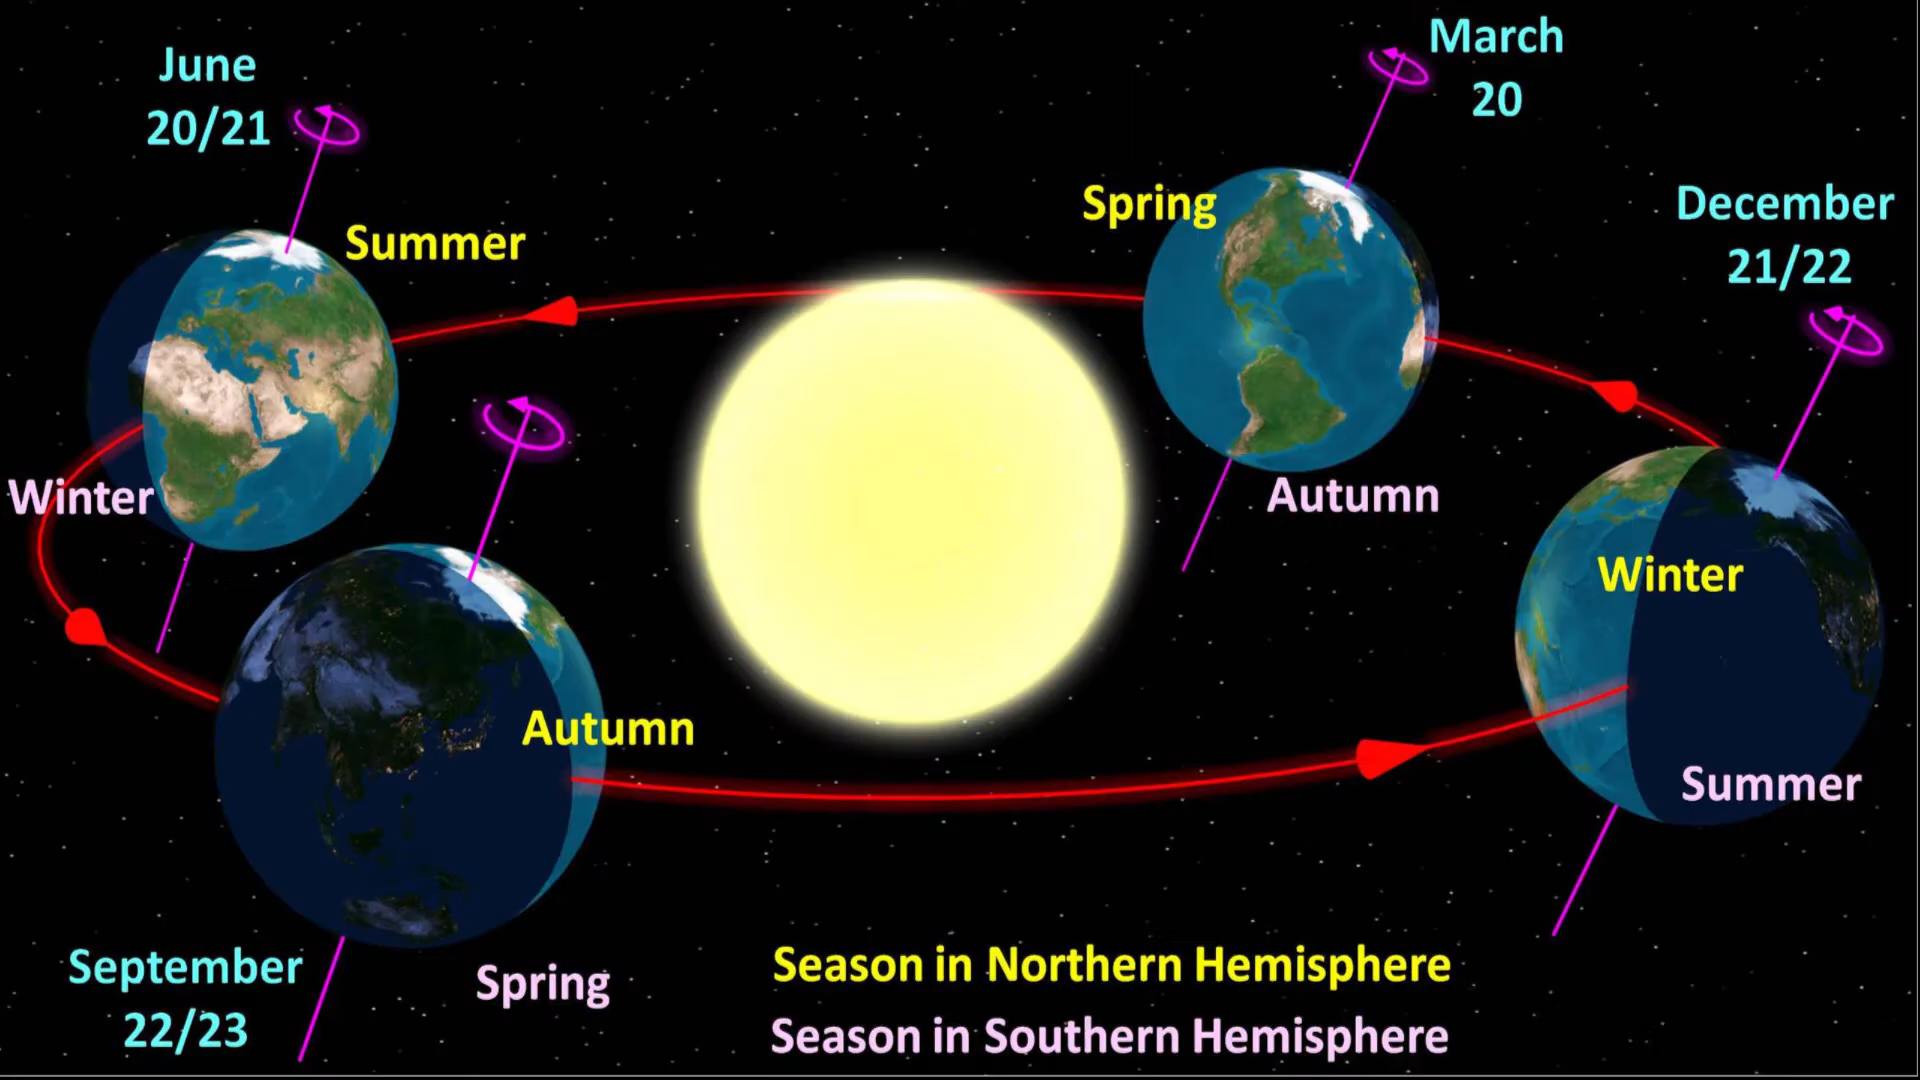 June
20/21
Summer
Winter
March
20
Spring
Autumn
December
21/22
Winter
Summer
Autumn
September
22/23
Spring
Season in Northern Hemisphere
Season in Southern Hemisphere